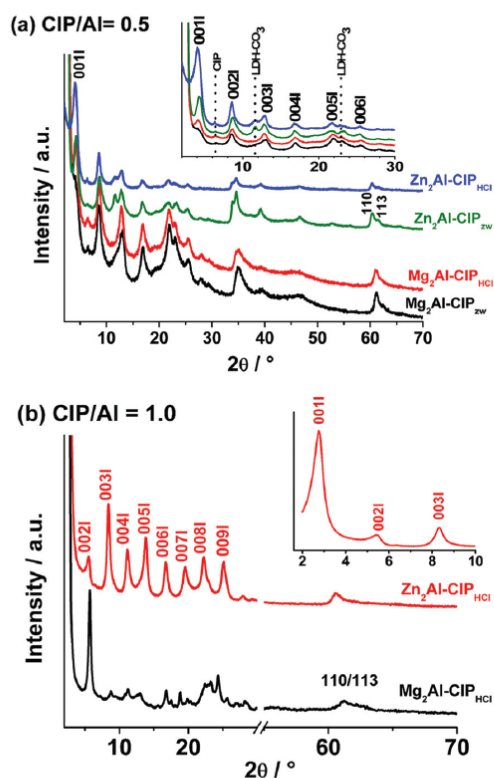 (a) CIP/Al= 0.5
001l
Intensity / a.u.
001l
CIP
002l
LDH-CO3
003l
004l
005l
LDH-CO3
006l
10 20 30
Zn2Al-CIPHCl
110
113
Zn2Al-CIPzw
Mg2Al-CIPHCl
Mg2Al-CIPzw
10 20 30 40 50 60 70
2θ / °
(b) CIP/Al = 1.0
Intensity / a.u.
002l
003l
004l
005l
006l
007l
008l
009l
001l
002l
003l
2 4 6 8 10
Zn2Al-CIPHCl
110/113
Mg2Al-CIPHCl
10 20 60 70
2θ / °